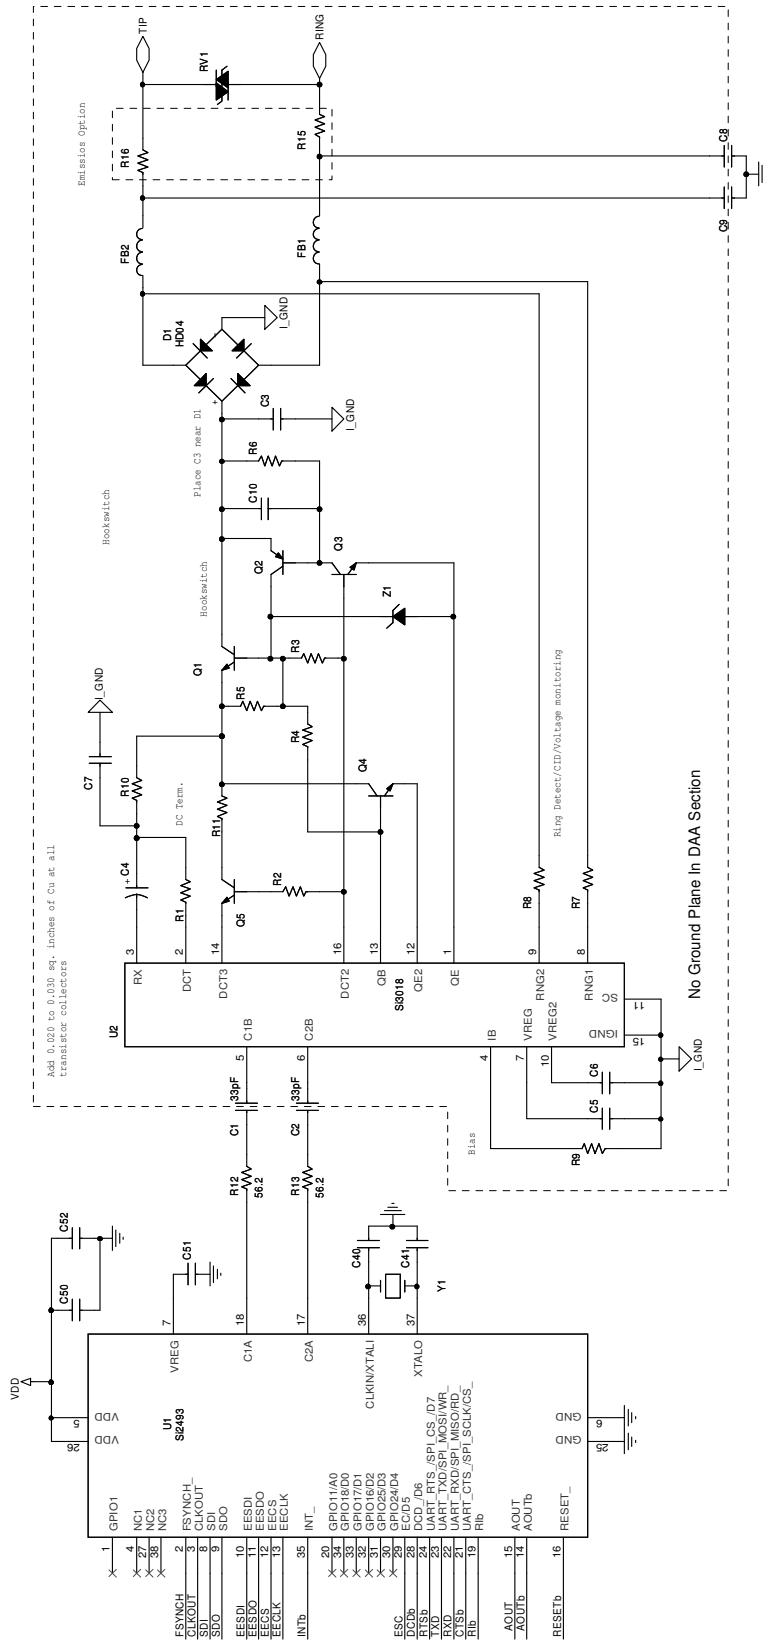 TIP
RING
RV1
Emissios Option
R16
R15
C8
C9
FB2
FB1
D1
HD04
I_GND
+
Place C3 near D1
C3
I_GND
R6
C10
Hookswitch
Hookswitch
Q2
Q3
Z1
Q1
R3
R5
R4
I_GND
C7
R10
DC Term.
R11
Q4
Ring Detect/CID/Voltage monitoring
C4
+
R1
Q5
R2
R8
R7
No Ground Plane In DAA Section
Add 0.020 to 0.030 sq. inches of Cu at all
transistor collectors
3
2
14
16
13
12
1
9
8
RX
DCT
DCT3
DCT2
QB
QE2
QE
RNG2
RNG1
SC
11
IGND
15
U2
Si3018
C1B
C2B
IB
VREG
VREG2
5
6
4
7
10
I_GND
C6
C5
R9
Bias
33pF
C1
33pF
C2
R12
56.2
R13
56.2
C52
C50
C51
C40
C41
Y1
VDD
7
18
17
36
37
VREG
C1A
C2A
CLKIN/XTALI
XTALO
5
VDD
26
VDD
U1
Si2493
GND
6
GND
25
1
GPIO1
4
NC1
27
NC2
38
NC3
FSYNCH
2
FSYNCH_
CLKOUT
3
CLKOUT
SDI
8
SDI
SDO
9
SDO
EESDI
10
EESDI
EESDO
11
EESDO
EECS
12
EECS
EECLK
13
EECLK
INTb
35
INT_
20
GPIO11/A0
34
GPIO18/D0
33
GPIO17/D1
32
GPIO16/D2
31
GPIO25/D3
30
GPIO24/D4
ESC
29
EC/D5
DCDb
28
DCD_/D6
RTSb
24
UART_RTS_/SPI_CS_/D7
TXD
23
UART_TXD/SPI_MOSI/WR_
RXD
22
UART_RXD/SPI_MISO/RD_
CTSb
21
UART_CTS_/SPI_SCLK/CS_
RIb
19
RIb
AOUT
15
AOUT
AOUTb
14
AOUTb
RESETb
16
RESET_